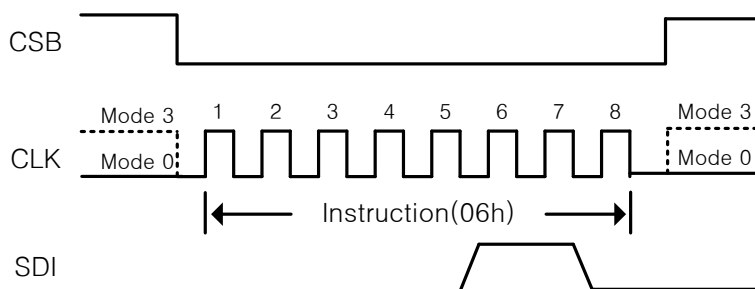 CSB
Mode 3 1 2 3 4 5 6 7 8 Mode 3
CLK Mode 0 Mode 0
Instruction(06h)
SDI